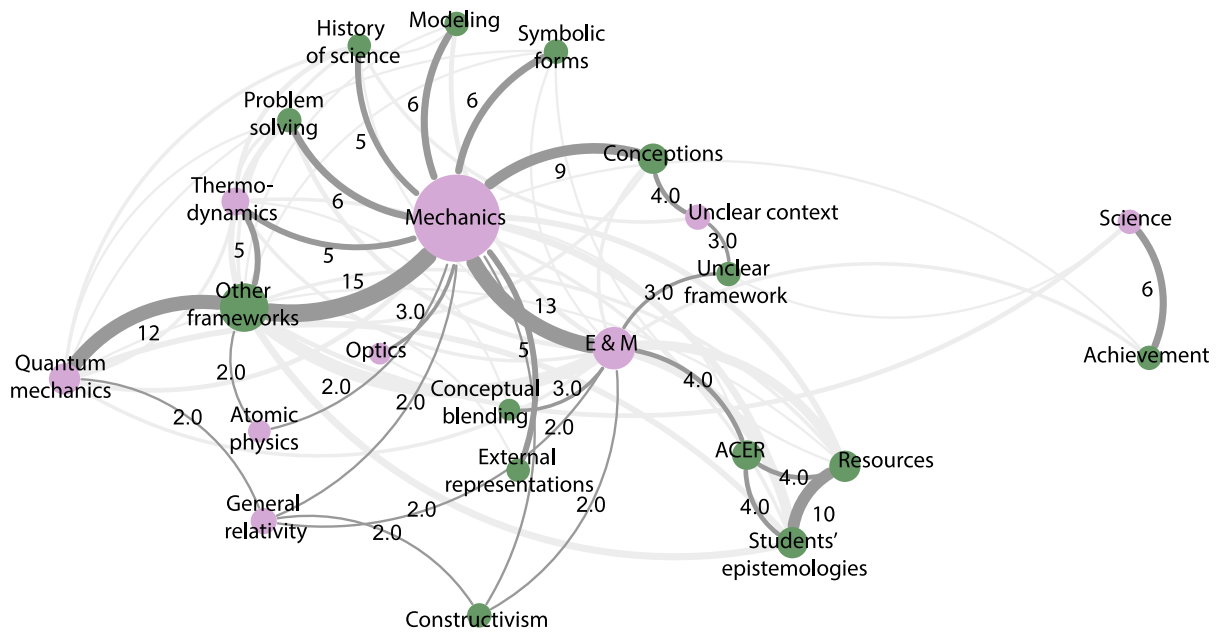 Modeling
History
of science
Symbolic
forms
6
6
Problem
solving
5
9
Conceptions
4.0
Thermo-
dynamics
6
Mechanics
Unclear context
Science
5
5
3.0
15
Unclear
framework
Other
frameworks
13
3.0
6
12
3.0
5
E & M
Optics
Achievement
Quantum
mechanics
2.0
2.0
Conceptual
blending
3.0
4.0
2.0
2.0
Atomic
physics
2.0
External
representations
ACER
Resources
4.0
General
relativity
2.0
2.0
2.0
4.0
10
Students'
epistemologies
Constructivism